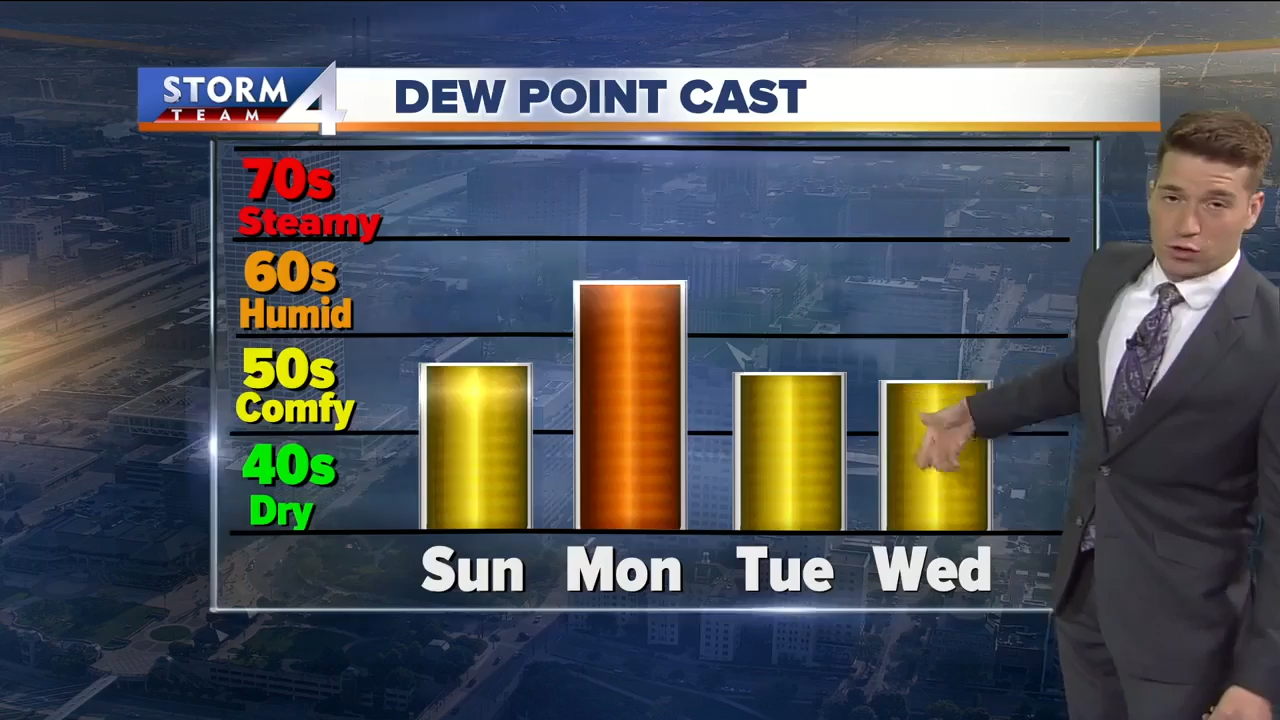 STORM
TEAM 4
DEW POINT CAST
70s
Steamy
60s
Humid
50s
Comfy
40s
Dry
Sun Mon Tue Wed